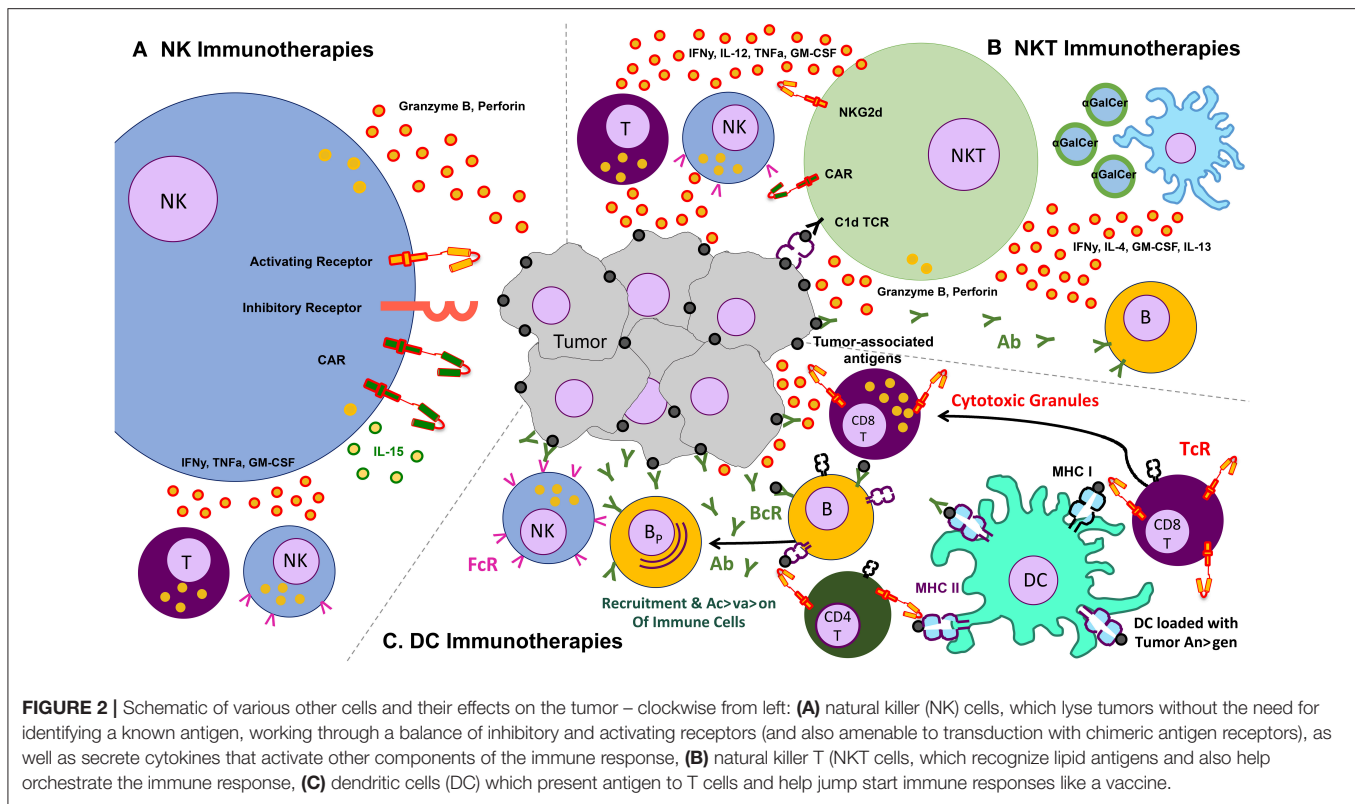 A NK Immunotherapies
Granzyme B, Perforin
NK
Activating Receptor
Inhibitory Receptor
CAR
IL-15
IFNy, TNFa, GM-CSF
T
NK
B NKT Immunotherapies
IFNy, IL-12, TNFa, GM-CSF
T
NK
NKG2d
NKT
CAR
C1d TCR
αGalCer
αGalCer
αGalCer
IFNy, IL-4, GM-CSF, IL-13
Granzyme B, Perforin
Ab
B
Tumor
Tumor-associated
antigens
CD8
T
Cytotoxic Granules
TcR
MHC I
CD8
T
B
BcR
NK
FcR
BP
Ab
Recruitment & Ac>va>on
Of Immune Cells
CD4
T
MHC II
DC
DC loaded with
Tumor An>gen
C. DC Immunotherapies
FIGURE 2 | Schematic of various other cells and their effects on the tumor – clockwise from left: (A) natural killer (NK) cells, which lyse tumors without the need for
identifying a known antigen, working through a balance of inhibitory and activating receptors (and also amenable to transduction with chimeric antigen receptors), as
well as secrete cytokines that activate other components of the immune response, (B) natural killer T (NKT cells, which recognize lipid antigens and also help
orchestrate the immune response, (C) dendritic cells (DC) which present antigen to T cells and help jump start immune responses like a vaccine.